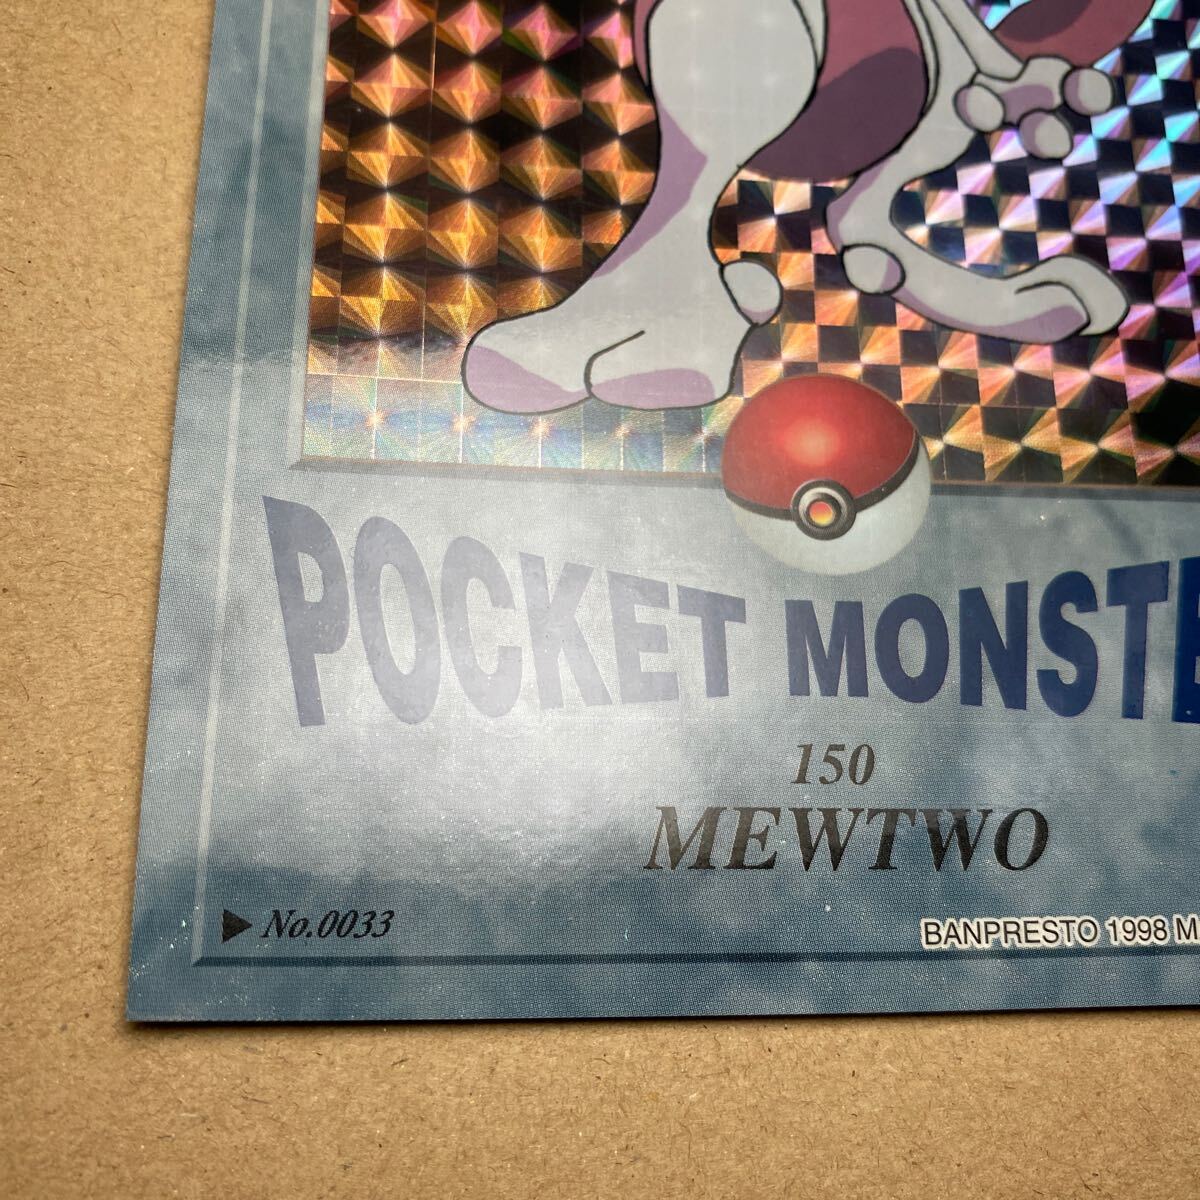 POCKET MONSTE
150
MEWTWO
▶ No.0033
BANPRESTO 1998 M